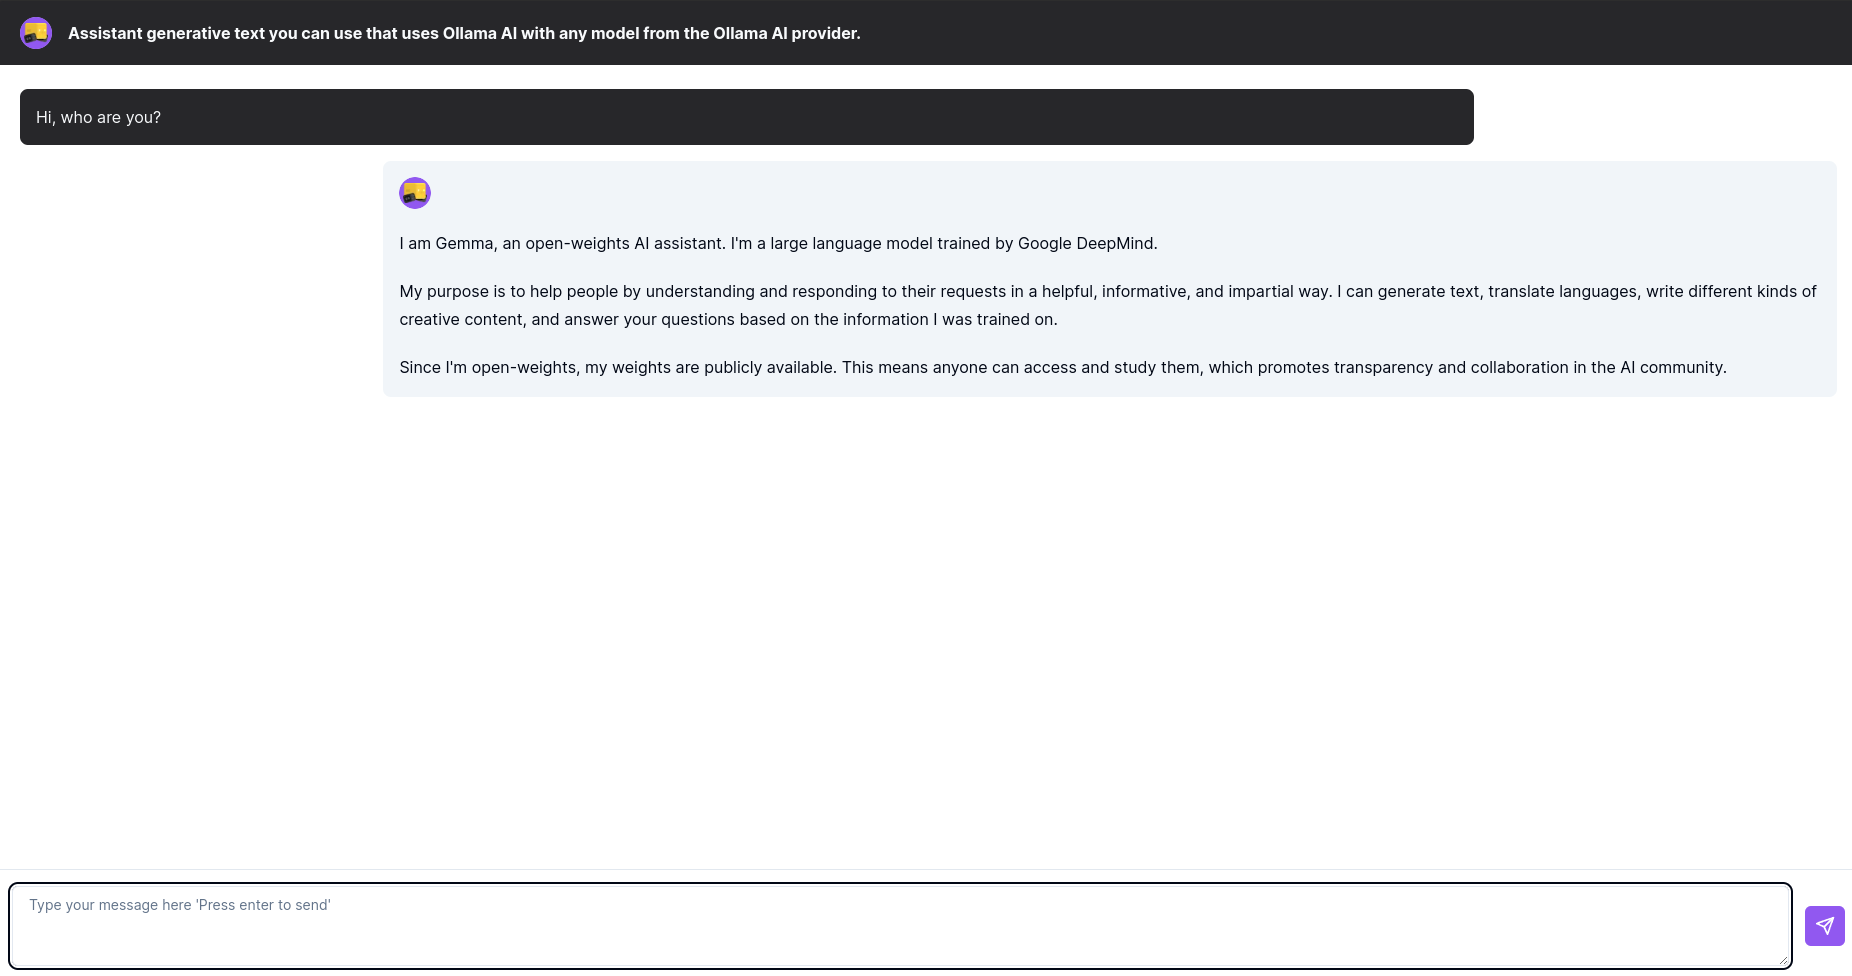 Assistant generative text you can use that uses Ollama AI with any model from the Ollama AI provider.
Hi, who are you?
I am Gemma, an open-weights AI assistant. I'm a large language model trained by Google DeepMind.
My purpose is to help people by understanding and responding to their requests in a helpful, informative, and impartial way. I can generate text, translate languages, write different kinds of
creative content, and answer your questions based on the information I was trained on.
Since I'm open-weights, my weights are publicly available. This means anyone can access and study them, which promotes transparency and collaboration in the AI community.
Type your message here 'Press enter to send'